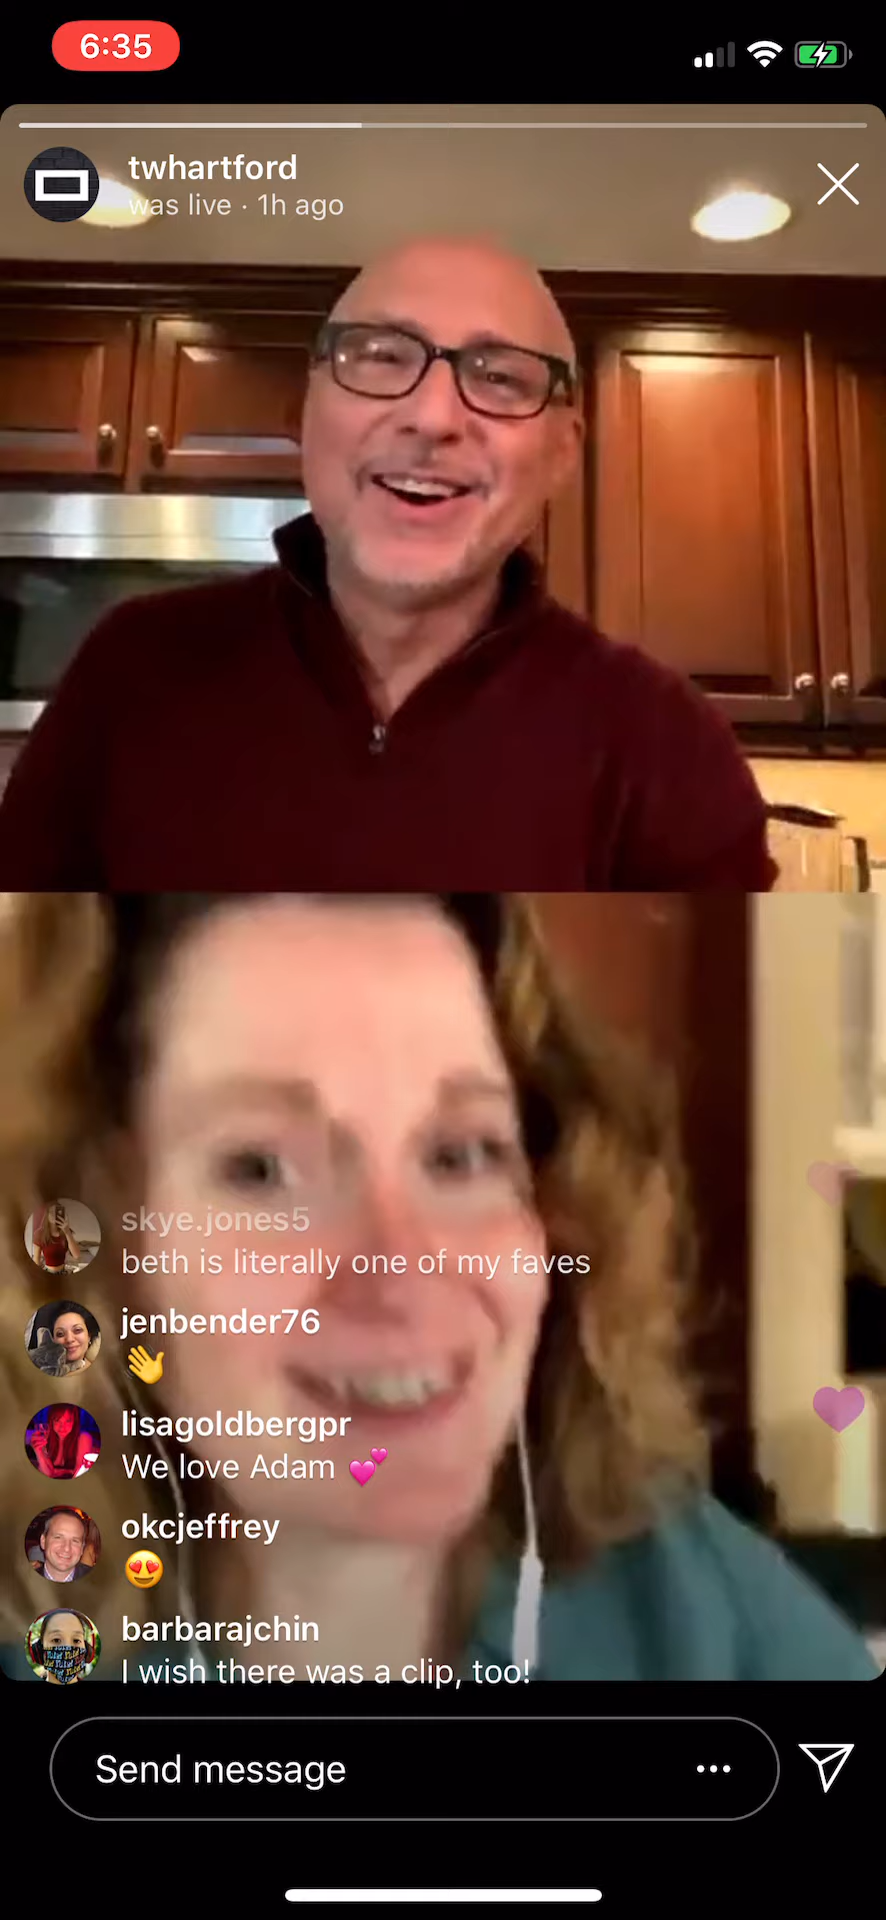 6:35
twhartford
was live · 1h ago
skye.jones5
beth is literally one of my faves
jenbender76
👋
lisagoldbergpr
We love Adam 💕
okcjeffrey
😍
barbarajchin
I wish there was a clip, too!
Send message